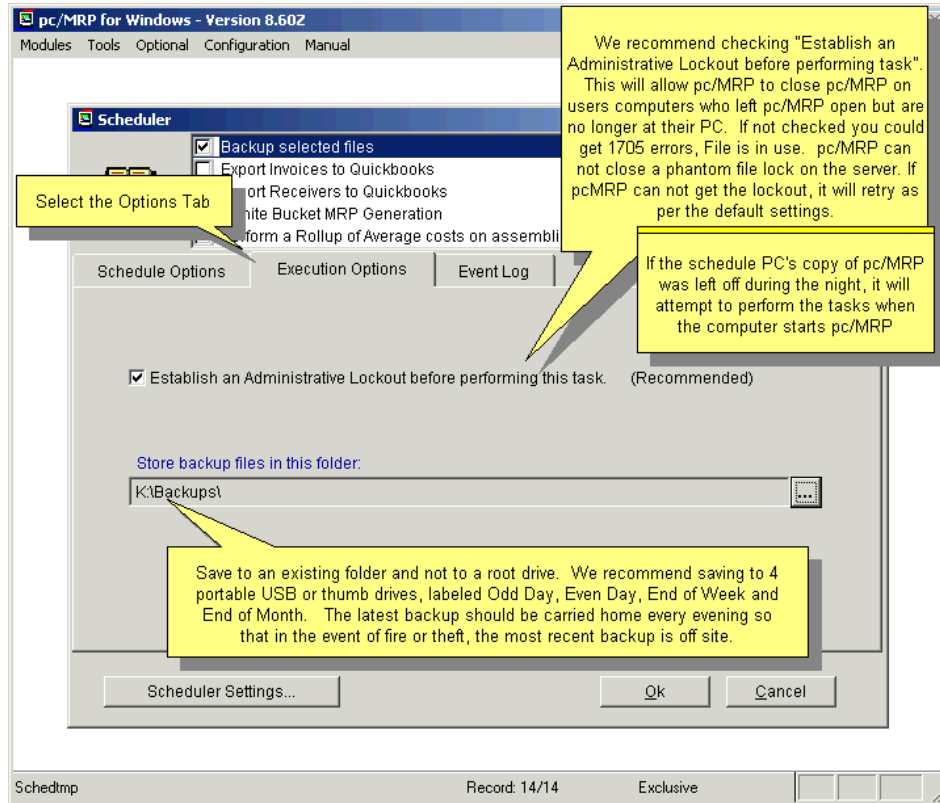 pc/MRP for Windows - Version 8.60Z
Modules Tools Optional Configuration Manual
We recommend checking "Establish an
Administrative Lockout before performing task".
This will allow pc/MRP to close pc/MRP on
users computers who left pc/MRP open but are
no longer at their PC. If not checked you could
get 1705 errors, File is in use. pc/MRP can
not close a phantom file lock on the server. If
pcMRP can not get the lockout, it will retry as
per the default settings.
Scheduler
Backup selected files
Export Invoices to Quickbooks
ort Receivers to Quickbooks
nite Bucket MRP Generation
form a Rollup of Average costs on assembli
Select the Options Tab
If the schedule PC's copy of pc/MRP
was left off during the night, it will
attempt to perform the tasks when
the computer starts pc/MRP
Schedule Options Execution Options Event Log
Establish an Administrative Lockout before performing this task. (Recommended)
Store backup files in this folder:
K:\Backups\
...
Save to an existing folder and not to a root drive. We recommend saving to 4
portable USB or thumb drives, labeled Odd Day, Even Day, End of Week and
End of Month. The latest backup should be carried home every evening so
that in the event of fire or theft, the most recent backup is off site.
Scheduler Settings... Ok Cancel
Schedtmp Record: 14/14 Exclusive